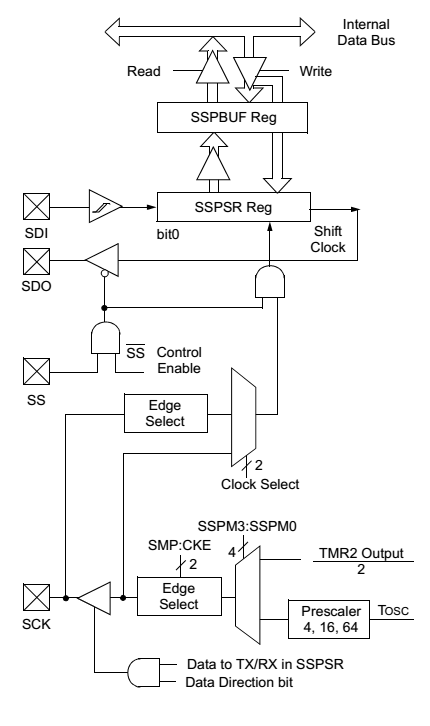 Internal
Data Bus
Read
Write
SSPBUF Reg
SSPSR Reg
SDI
bit0
Shift
Clock
SDO
SS
Control
Enable
SS
Edge
Select
2
Clock Select
SSPM3:SSPM0
SMP:CKE
4
TMR2 Output
2
2
Edge
Select
Prescaler
4, 16, 64
TOSC
SCK
Data to TX/RX in SSPSR
Data Direction bit